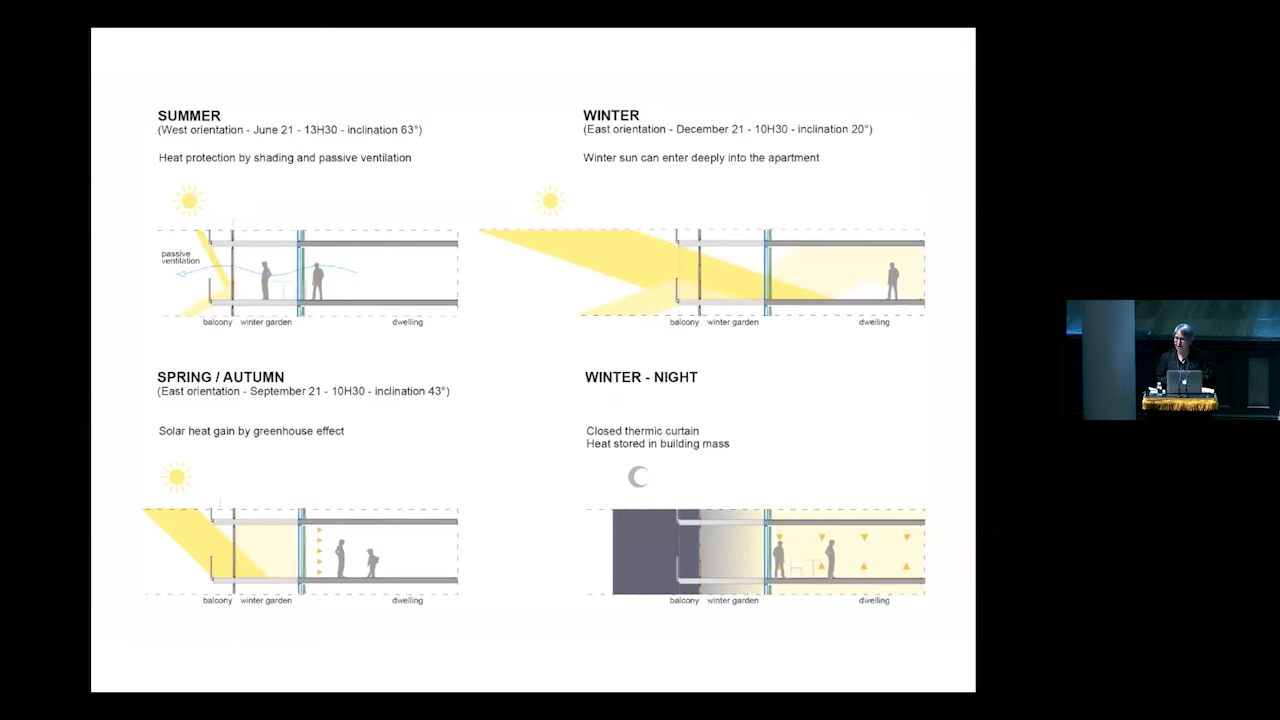 SUMMER
(West orientation - June 21 - 13H30 - inclination 63°)
Heat protection by shading and passive ventilation
passive
ventilation
balcony winter garden dwelling
WINTER
(East orientation - December 21 - 10H30 - inclination 20°)
Winter sun can enter deeply into the apartment
balcony winter garden dwelling
SPRING / AUTUMN
(East orientation - September 21 - 10H30 - inclination 43°)
Solar heat gain by greenhouse effect
balcony winter garden dwelling
WINTER - NIGHT
Closed thermic curtain
Heat stored in building mass
balcony winter garden dwelling